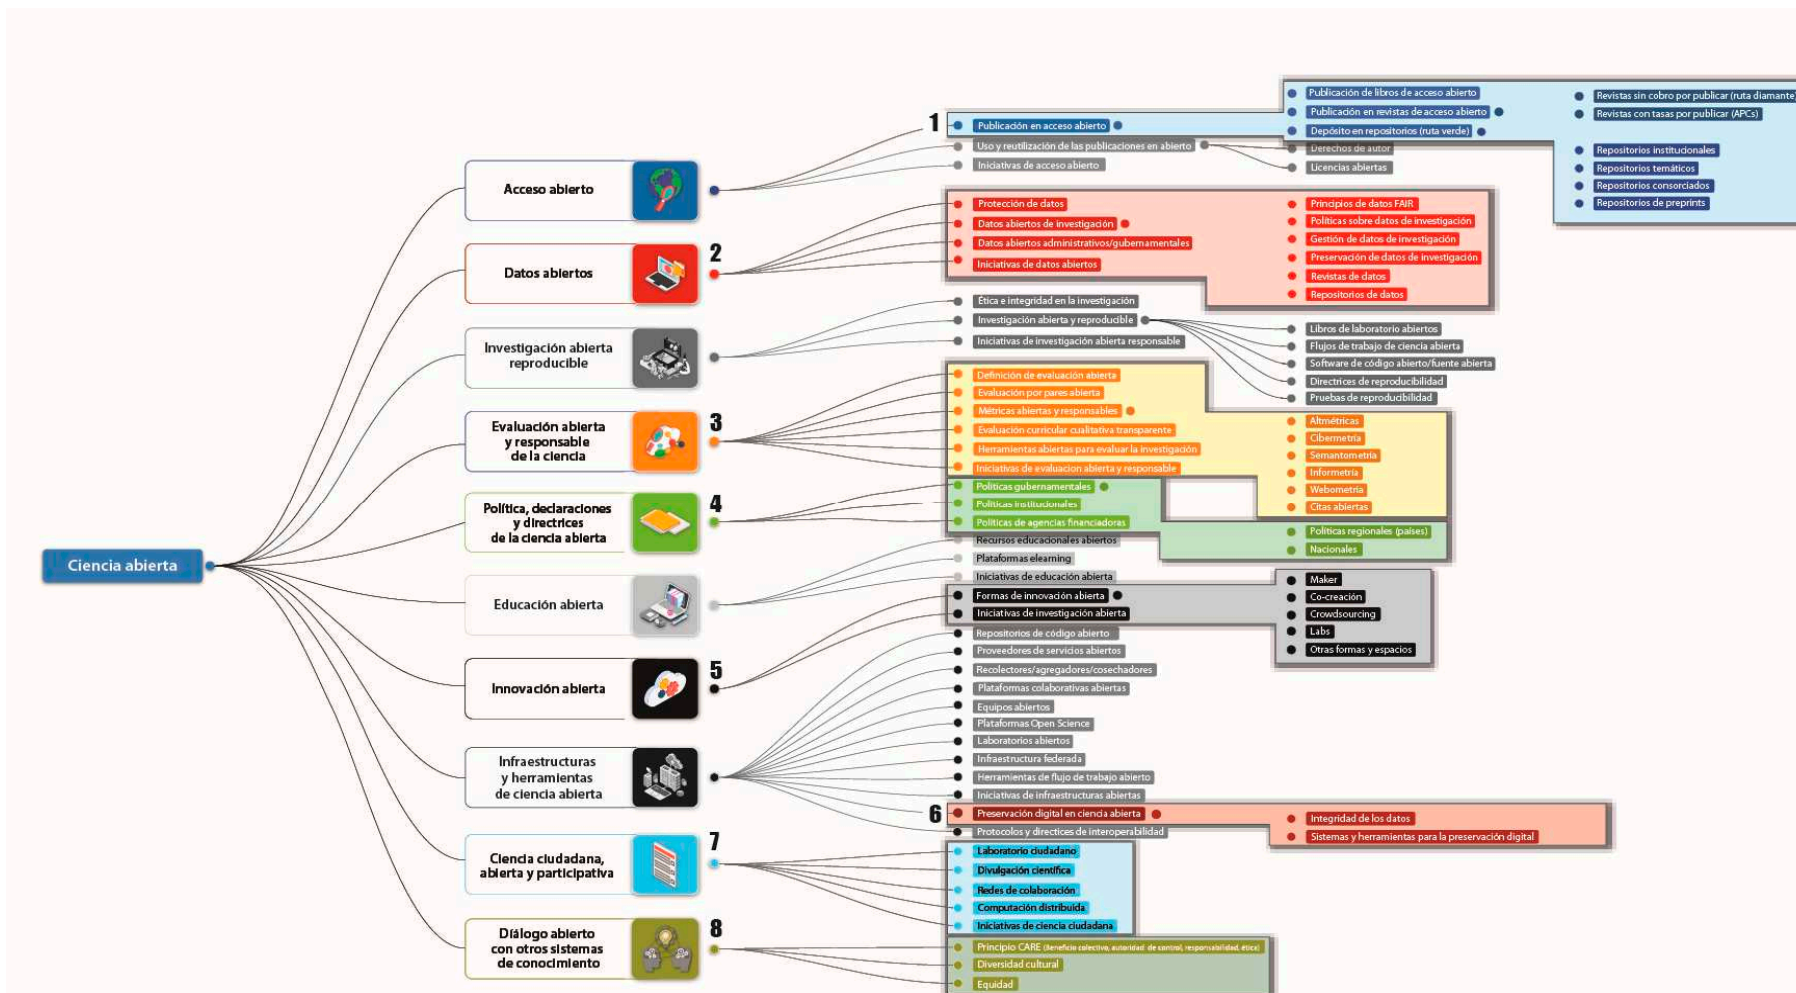 Ciencia abierta
Acceso abierto
1
Publicación en acceso abierto
Publicación de libros de acceso abierto
Publicación en revistas de acceso abierto
Revistas sin cobro por publicar (ruta diamante)
Revistas con tasas por publicar (APCs)
Depósito en repositorios (ruta verde)
Repositorios institucionales
Repositorios temáticos
Repositorios consorciados
Repositorios de preprints
Uso y reutilización de las publicaciones en abierto
Derechos de autor
Licencias abiertas
Iniciativas de acceso abierto
Datos abiertos
2
Protección de datos
Datos abiertos de investigación
Datos abiertos administrativos/gubernamentales
Iniciativas de datos abiertos
Principios de datos FAIR
Políticas sobre datos de investigación
Gestión de datos de investigación
Preservación de datos de investigación
Revistas de datos
Repositorios de datos
Investigación abierta
reproducible
Ética e integridad en la investigación
Investigación abierta y reproducible
Iniciativas de investigación abierta responsable
Libros de laboratorio abiertos
Flujos de trabajo de ciencia abierta
Software de código abierto/fuente abierta
Directrices de reproducibilidad
Pruebas de reproducibilidad
Evaluación abierta
y responsable
de la ciencia
3
Definición de evaluación abierta
Evaluación por pares abierta
Métricas abiertas y responsables
Evaluación curricular cualitativa transparente
Herramientas abiertas para evaluar la investigación
Iniciativas de evaluacion abierta y responsable
Altmétricas
Cibermetría
Semantometría
Informetría
Webometría
Citas abiertas
Política, declaraciones
y directrices
de la ciencia abierta
4
Políticas gubernamentales
Políticas institucionales
Políticas de agencias financiadoras
Políticas regionales (países)
Nacionales
Educación abierta
Recursos educacionales abiertos
Plataformas elearning
Iniciativas de educación abierta
Innovación abierta
5
Formas de innovación abierta
Iniciativas de investigación abierta
Maker
Co-creación
Crowdsourcing
Labs
Otras formas y espacios
Infraestructuras
y herramientas
de ciencia abierta
Repositorios de código abierto
Proveedores de servicios abiertos
Recolectores/agregadores/cosechadores
Plataformas colaborativas abiertas
Equipos abiertos
Plataformas Open Science
Laboratorios abiertos
Infraestructura federada
Herramientas de flujo de trabajo abierto
Iniciativas de infraestructuras abiertas
6
Preservación digital en ciencia abierta
Protocolos y directices de interoperabilidad
Integridad de los datos
Sistemas y herramientas para la preservación digital
Ciencia ciudadana,
abierta y participativa
7
Laboratorio ciudadano
Divulgación científica
Redes de colaboración
Computación distribuida
Iniciativas de ciencia ciudadana
Diálogo abierto
con otros sistemas
de conocimiento
8
Principio CARE (Beneficio colectivo, autoridad de control, responsabilidad, ética)
Diversidad cultural
Equidad